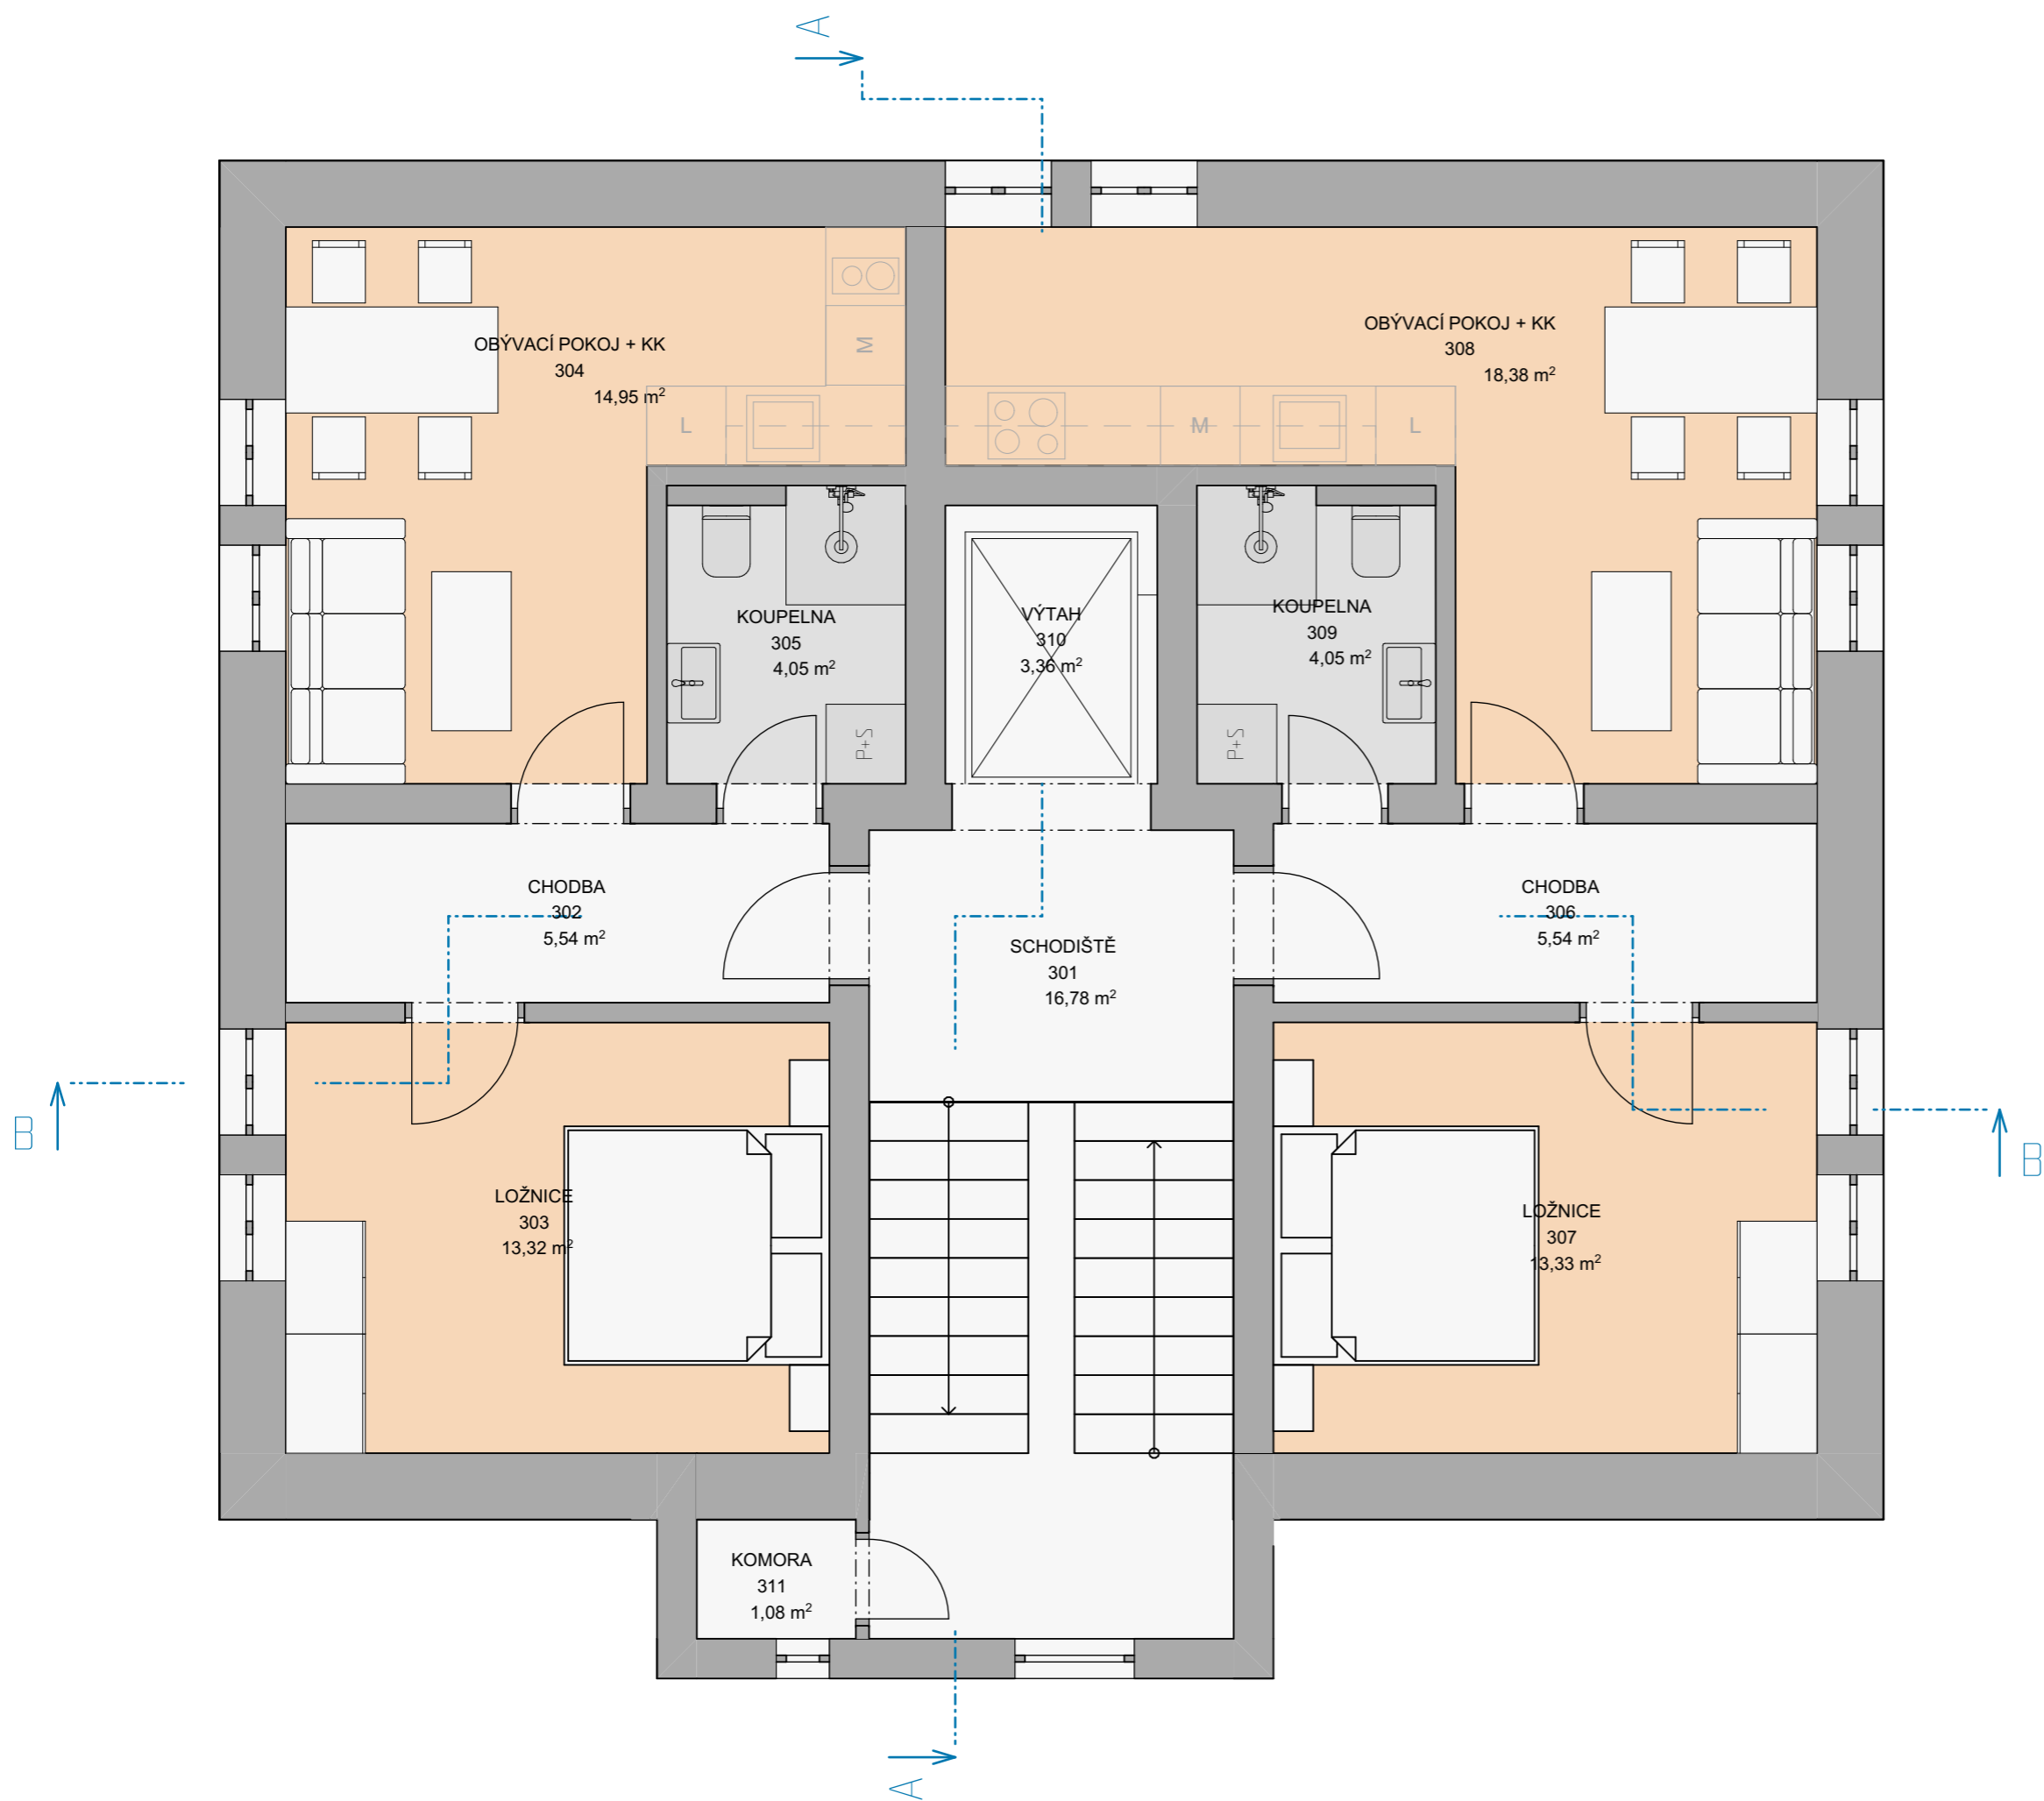 A
OBÝVACÍ POKOJ + KK
304
14,95 m²
OBÝVACÍ POKOJ + KK
308
18,38 m²
M
L
M
L
KOUPELNA
305
4,05 m²
P+S
VÝTAH
310
3,36 m²
KOUPELNA
309
4,05 m²
P+S
CHODBA
302
5,54 m²
SCHODIŠTĚ
301
16,78 m²
CHODBA
306
5,54 m²
B
B
LOŽNICE
303
13,32 m²
LOŽNICE
307
13,33 m²
KOMORA
311
1,08 m²
A